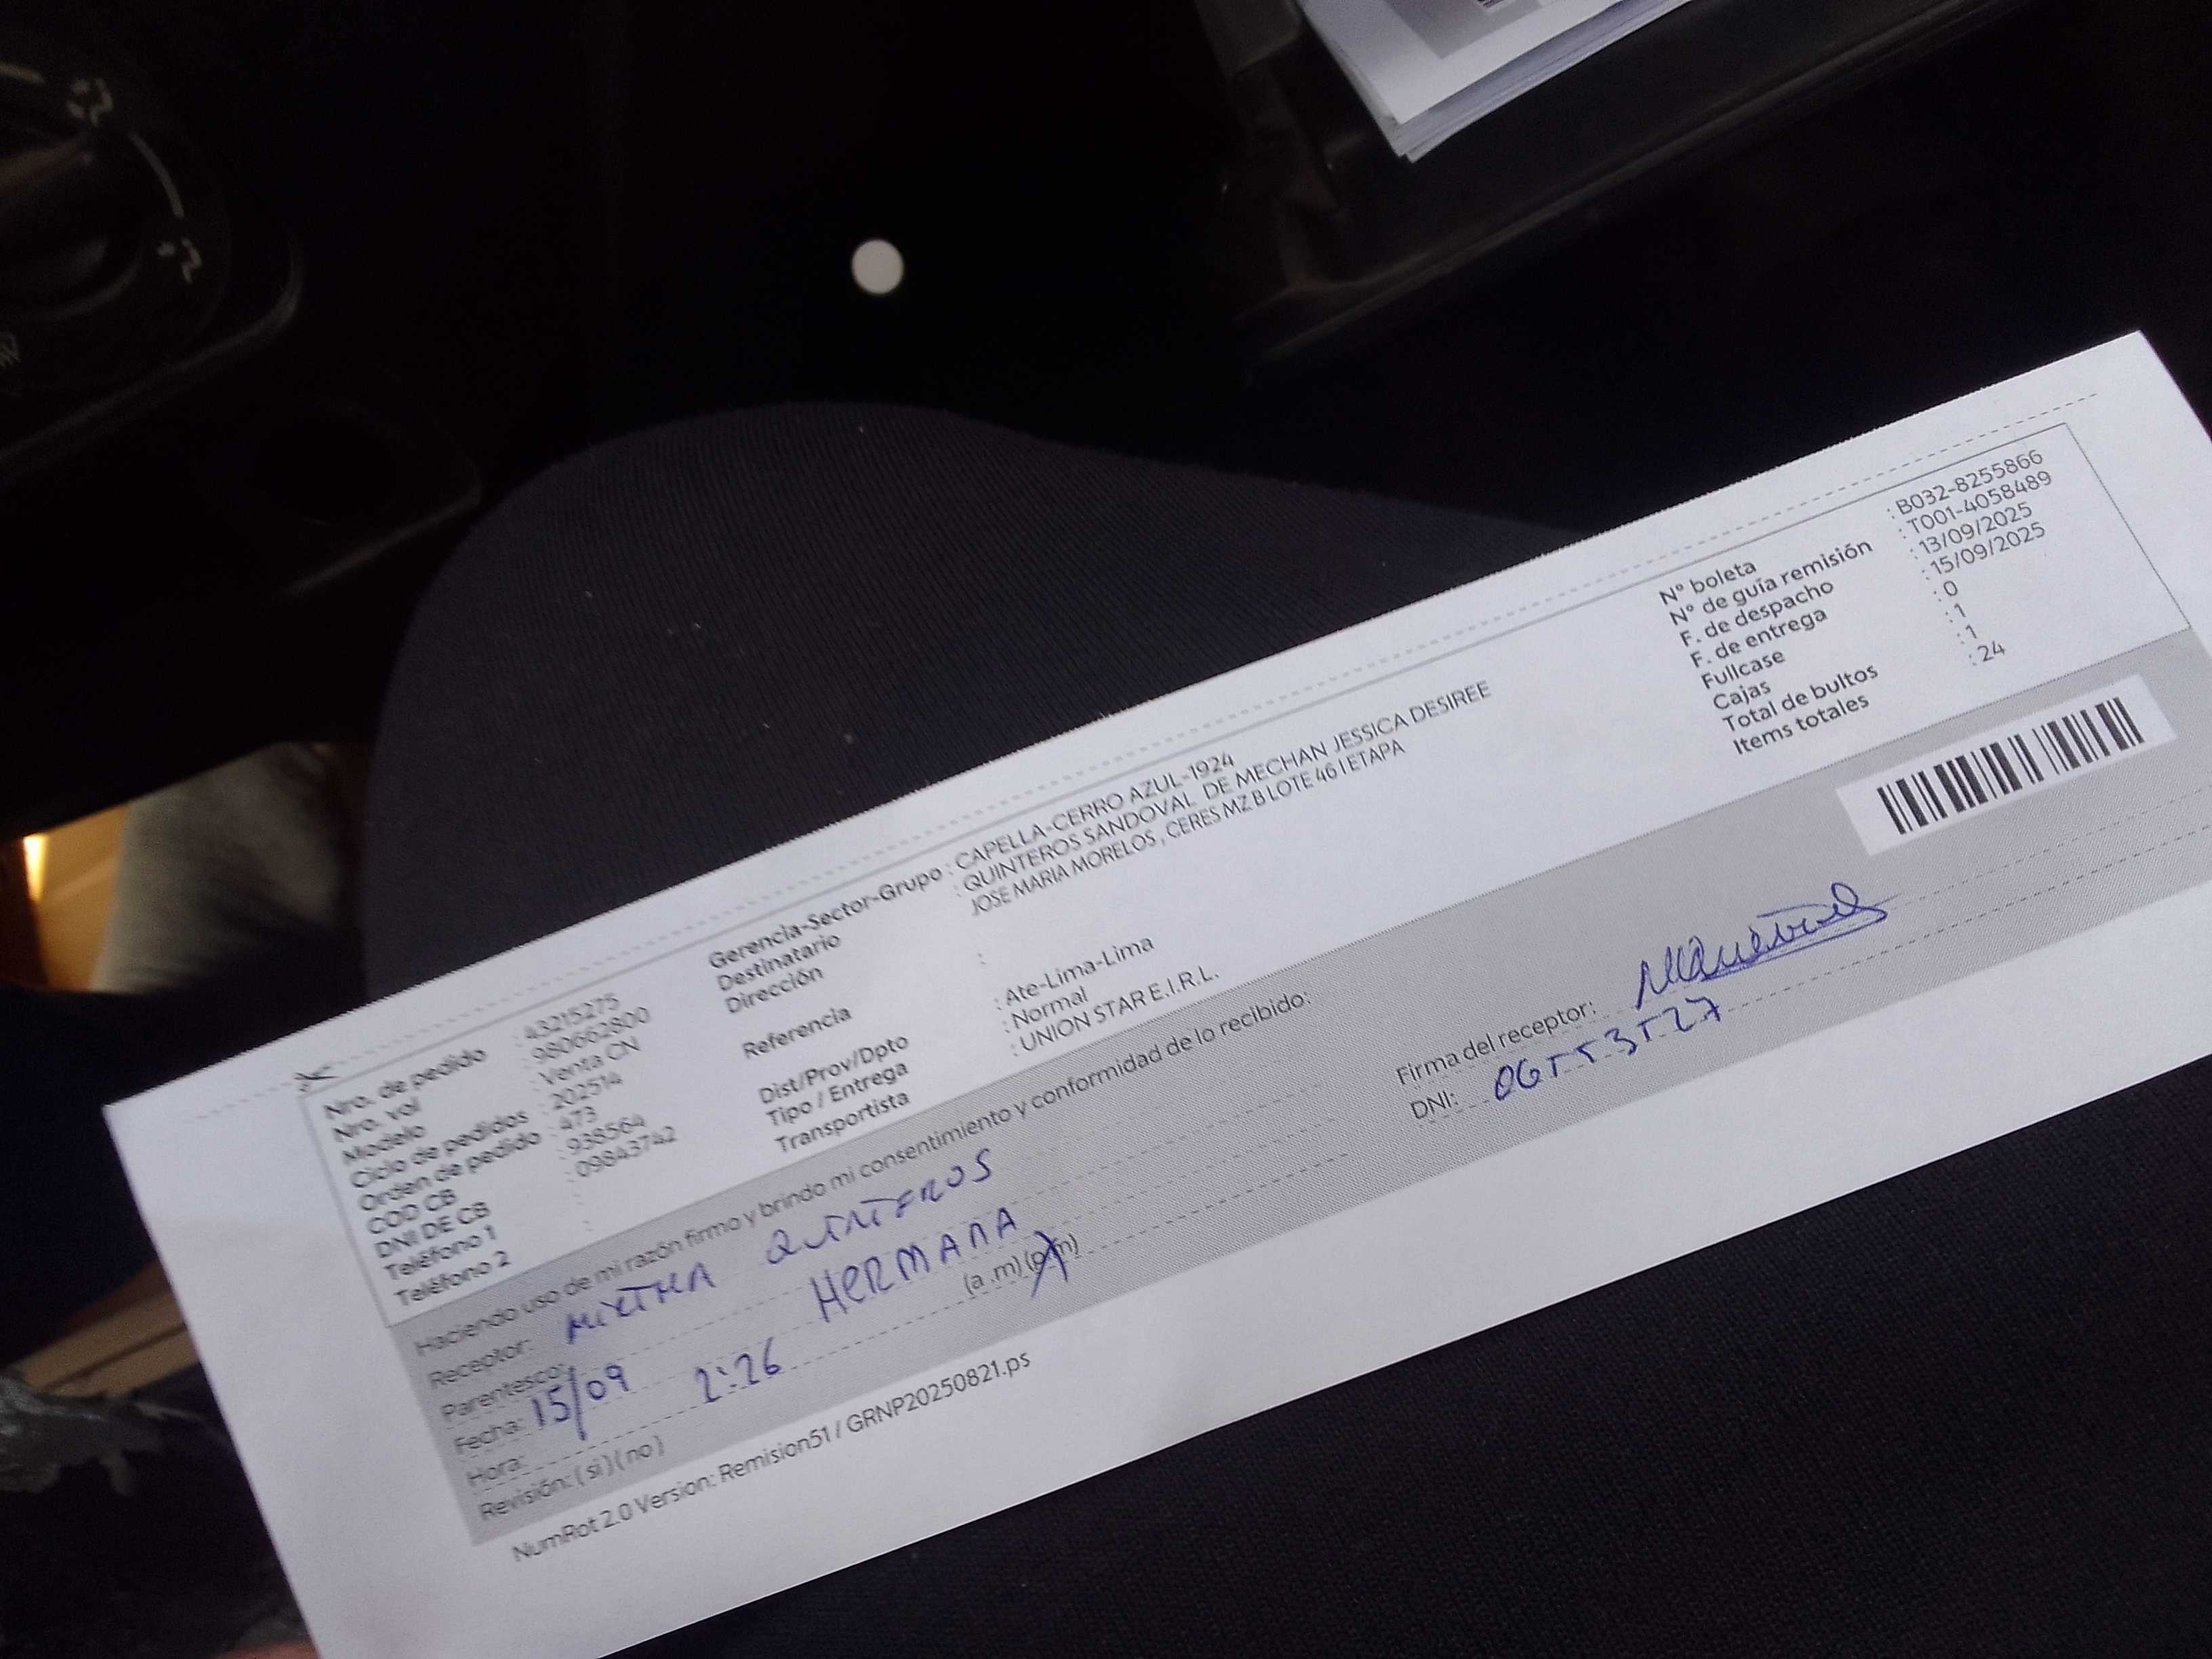 Nro. de pedido : 43215275
Nro. vol : 980662800
Modelo : Venta CN
Ciclo de pedidos : 202514
Orden de pedido : 473
COD CB : 938564
DNI DE CB : 09843742
Teléfono 1 :
Teléfono 2 :
Gerencia-Sector-Grupo : CAPELLA-CERRO AZUL-1924
Destinatario : QUINTEROS SANDOVAL DE MECHAN JESSICA DESIREE
Dirección JOSE MARIA MORELOS , CERES MZ B LOTE 46 I ETAPA
Referencia :
Dist/Prov/Dpto : Ate-Lima-Lima
Tipo / Entrega : Normal
Transportista : UNION STAR E.I.R.L.
N° boleta : B032-8255866
N° de guía remisión : T001-4058489
F. de despacho : 13/09/2025
F. de entrega : 15/09/2025
Fullcase : 0
Cajas : 1
Total de bultos : 1
Items totales : 24
Haciendo uso de mi razón firmo y brindo mi consentimiento y conformidad de lo recibido:
Receptor: QUINTEROS
Parentesco: HERMANA
Fecha: 15/09
Hora: 2:26 (a .m) (p.m)
Revisión: ( si ) ( no )
Firma del receptor:
DNI: 06553527
NumRot 2.0 Version: Remision51 / GRNP20250821.ps